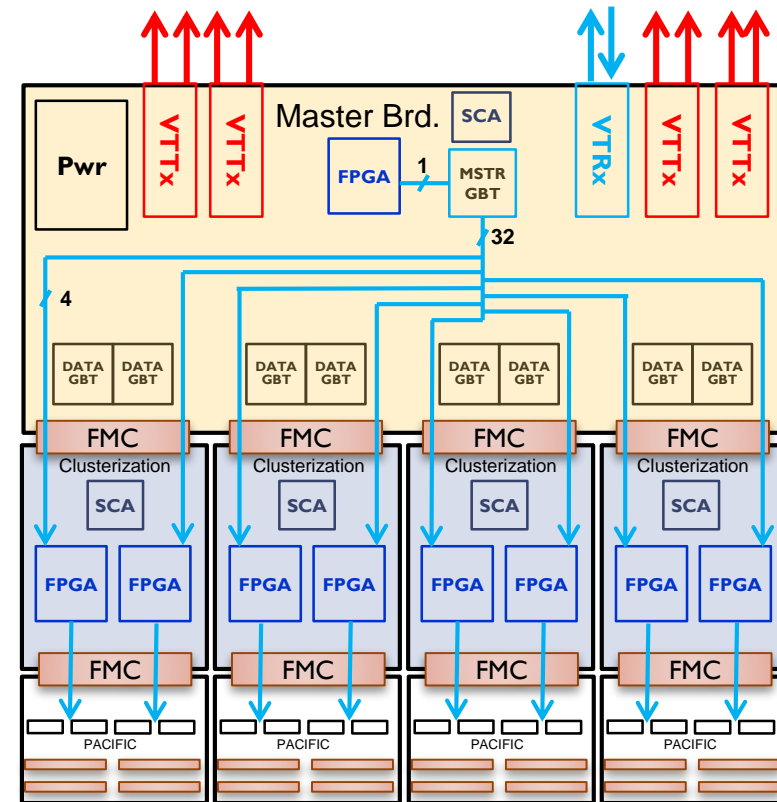 Master Brd.
SCA
Pwr
VTTx
VTTx
VTRx
VTTx
VTTx
FPGA
1
MSTR
GBT
32
4
DATA
GBT
DATA
GBT
DATA
GBT
DATA
GBT
DATA
GBT
DATA
GBT
DATA
GBT
DATA
GBT
FMC
FMC
FMC
FMC
Clusterization
Clusterization
Clusterization
Clusterization
SCA
SCA
SCA
SCA
FPGA
FPGA
FPGA
FPGA
FPGA
FPGA
FPGA
FPGA
FMC
FMC
FMC
FMC
PACIFIC
PACIFIC
PACIFIC
PACIFIC